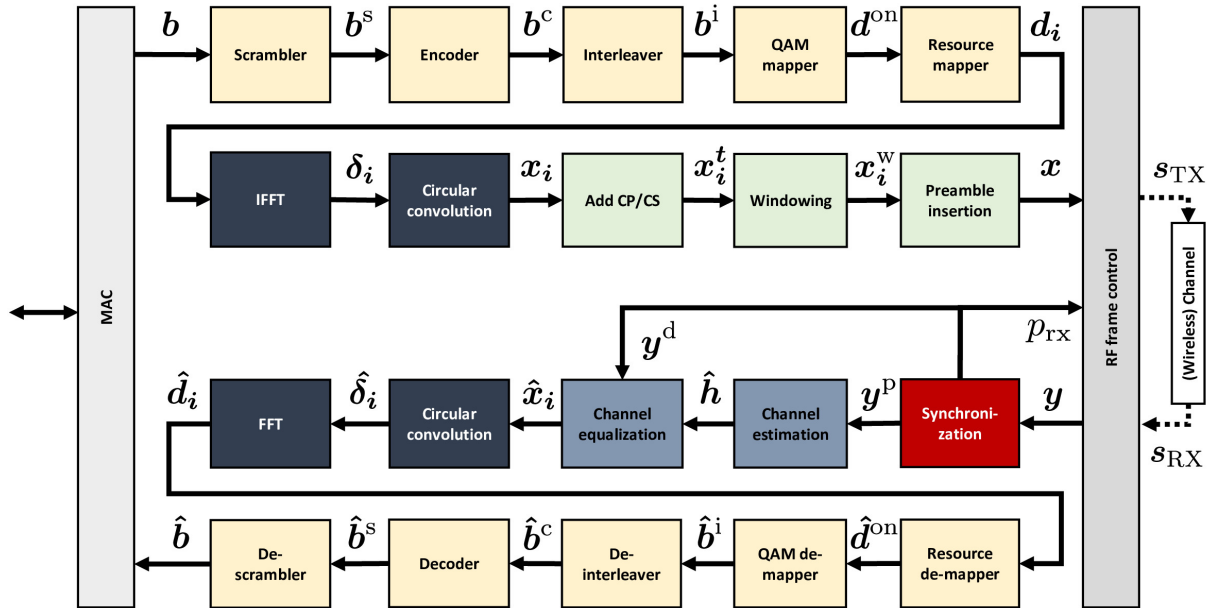 b
b^s
b^c
b^i
d^on
d_i
Scrambler
Encoder
Interleaver
QAM
mapper
Resource
mapper
δ_i
x_i
x_i^t
x_i^w
x
s_TX
IFFT
Circular
convolution
Add CP/CS
Windowing
Preamble
insertion
MAC
RF frame control
(Wireless) Channel
y^d
p_rx
d̂_i
δ̂_i
x̂_i
ĥ
y^p
y
FFT
Circular
convolution
Channel
equalization
Channel
estimation
Synchroni-
zation
s_RX
b̂
b̂^s
b̂^c
b̂^i
d̂^on
De-
scrambler
Decoder
De-
interleaver
QAM de-
mapper
Resource
de-mapper